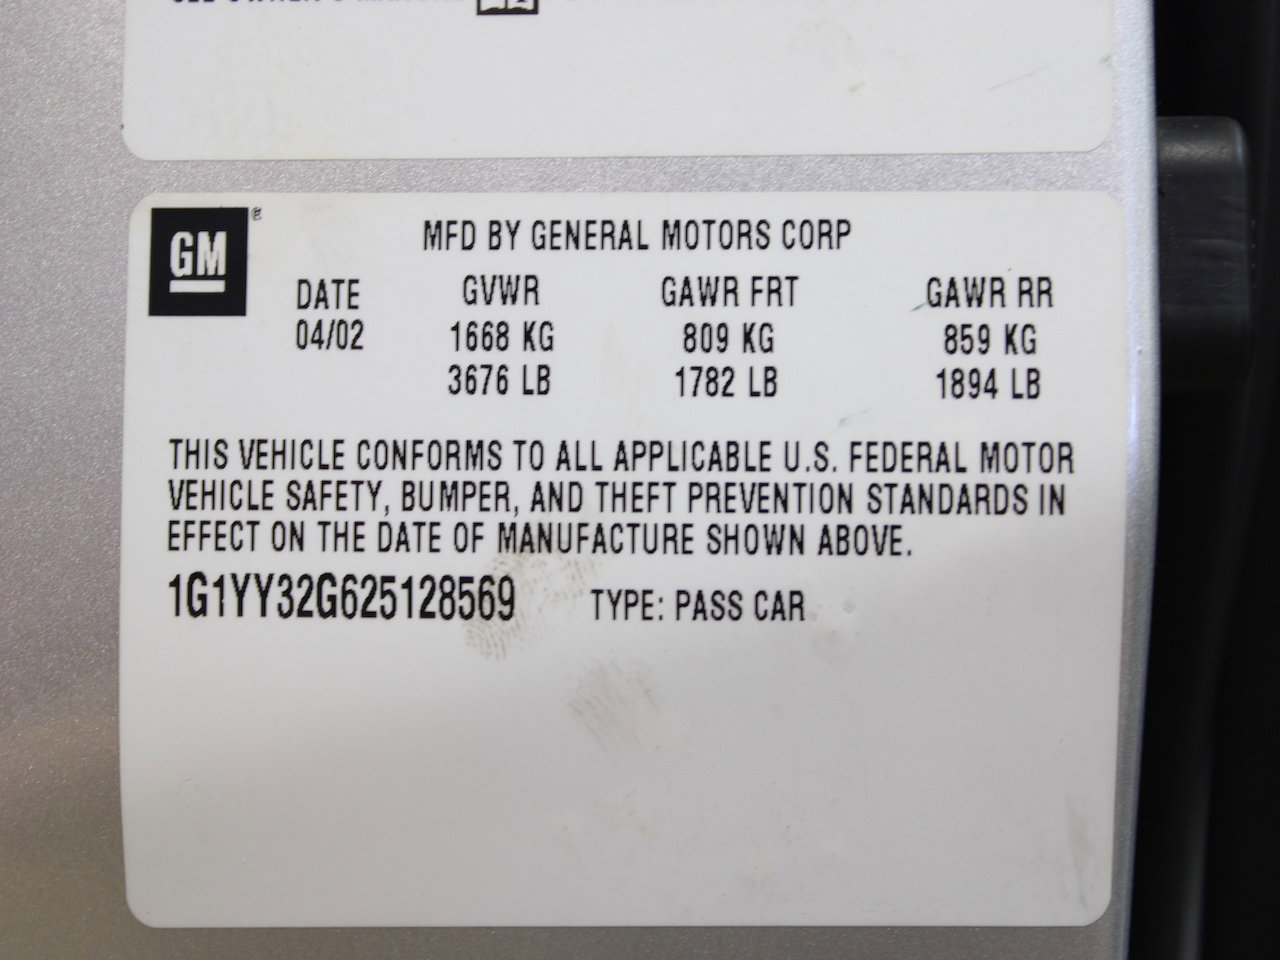 GM ®
MFD BY GENERAL MOTORS CORP
DATE GVWR GAWR FRT GAWR RR
04/02 1668 KG 809 KG 859 KG
3676 LB 1782 LB 1894 LB
THIS VEHICLE CONFORMS TO ALL APPLICABLE U.S. FEDERAL MOTOR
VEHICLE SAFETY, BUMPER, AND THEFT PREVENTION STANDARDS IN
EFFECT ON THE DATE OF MANUFACTURE SHOWN ABOVE.
1G1YY32G625128569 TYPE: PASS CAR